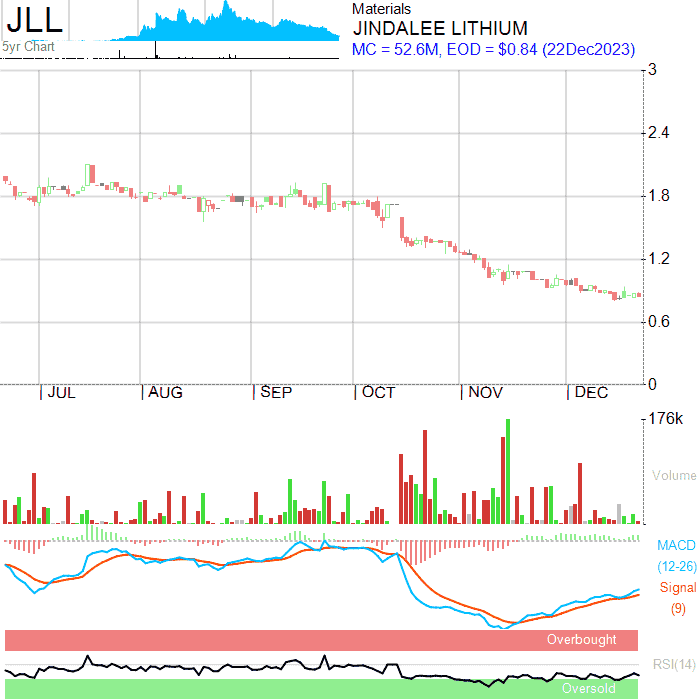 JLL
5yr Chart
Materials
JINDALEE LITHIUM
MC = 52.6M, EOD = $0.84 (22Dec2023)
3
2.4
1.8
1.2
0.6
0
JUL AUG SEP OCT NOV DEC
176k
Volume
MACD
(12-26)
Signal
(9)
Overbought
RSI(14)
Oversold